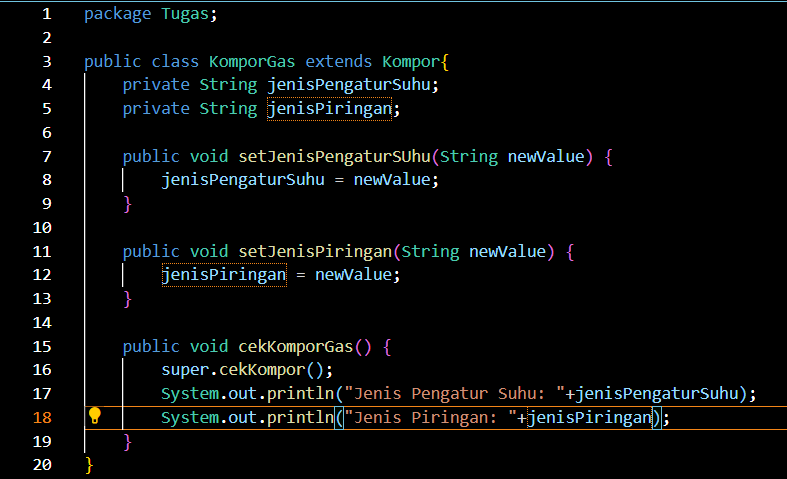 1 package Tugas;
2
3 public class KomporGas extends Kompor{
4     private String jenisPengaturSuhu;
5     private String jenisPiringan;
6
7     public void setJenisPengaturSUhu(String newValue) {
8         jenisPengaturSuhu = newValue;
9     }
10
11     public void setJenisPiringan(String newValue) {
12         jenisPiringan = newValue;
13     }
14
15     public void cekKomporGas() {
16         super.cekKompor();
17         System.out.println("Jenis Pengatur Suhu: "+jenisPengaturSuhu);
18         System.out.println("Jenis Piringan: "+jenisPiringan);
19     }
20 }